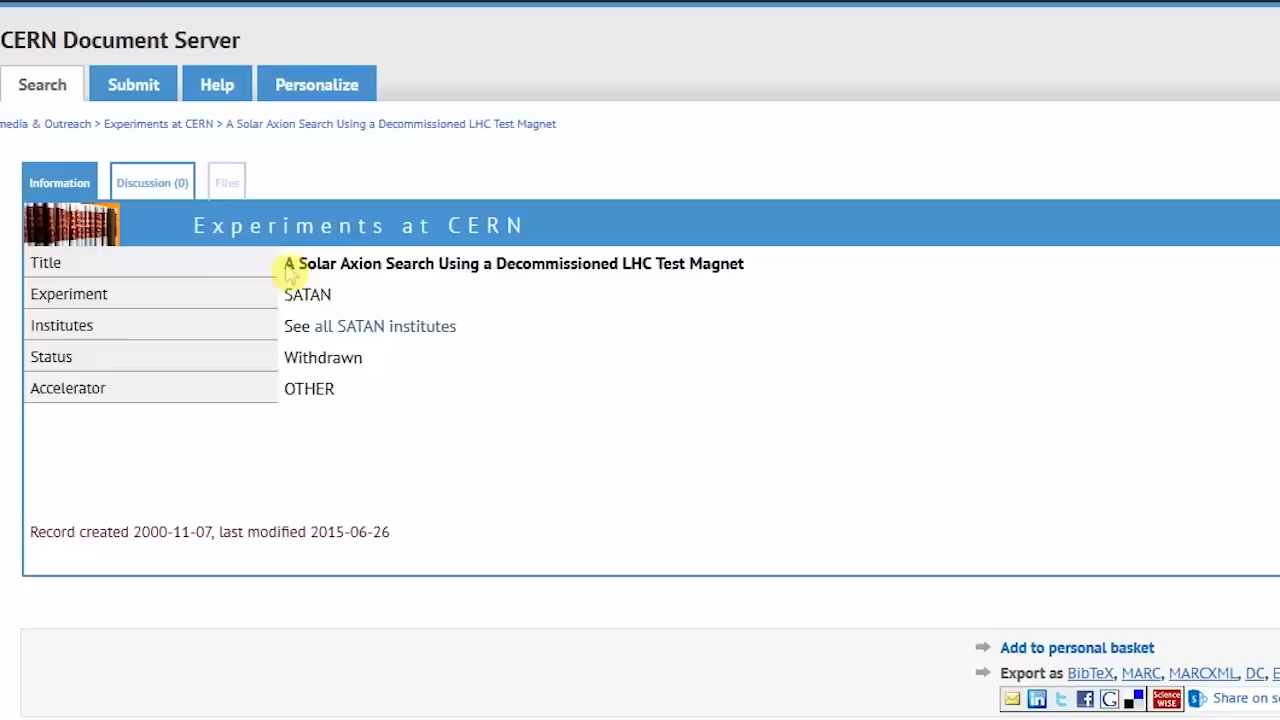 CERN Document Server
Search Submit Help Personalize
media & Outreach > Experiments at CERN > A Solar Axion Search Using a Decommissioned LHC Test Magnet
Information Discussion (0) Files
Experiments at CERN
Title A Solar Axion Search Using a Decommissioned LHC Test Magnet
Experiment SATAN
Institutes See all SATAN institutes
Status Withdrawn
Accelerator OTHER
Record created 2000-11-07, last modified 2015-06-26
Add to personal basket
Export as BibTeX, MARC, MARCXML, DC,
Science WISE Share on